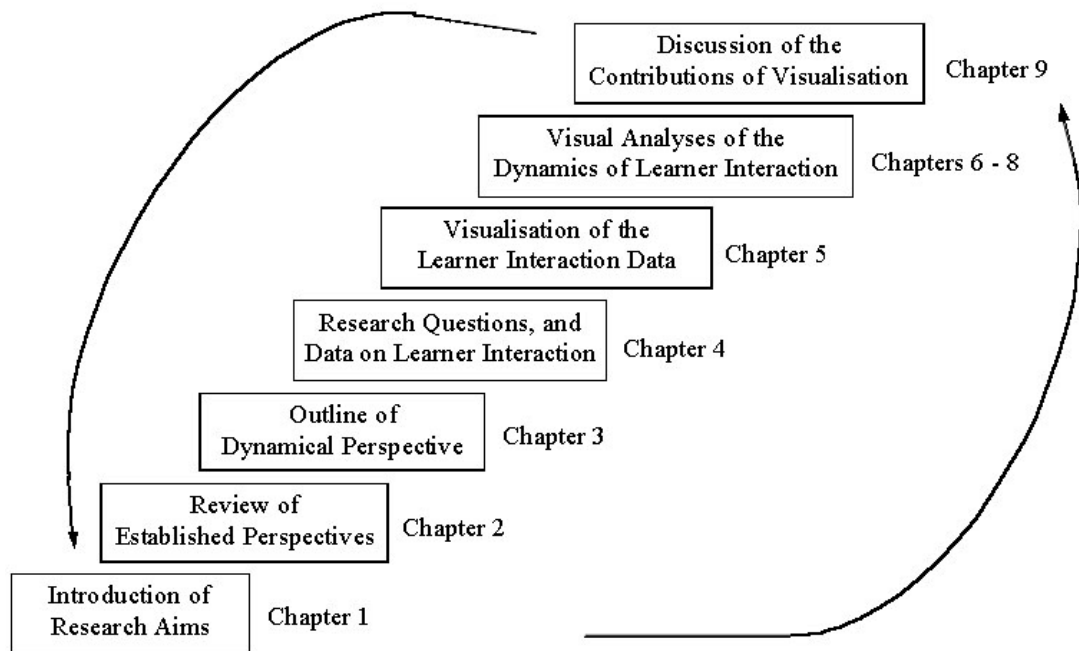 Discussion of the
Contributions of Visualisation
Chapter 9
Visual Analyses of the
Dynamics of Learner Interaction
Chapters 6 - 8
Visualisation of the
Learner Interaction Data
Chapter 5
Research Questions, and
Data on Learner Interaction
Chapter 4
Outline of
Dynamical Perspective
Chapter 3
Review of
Established Perspectives
Chapter 2
Introduction of
Research Aims
Chapter 1